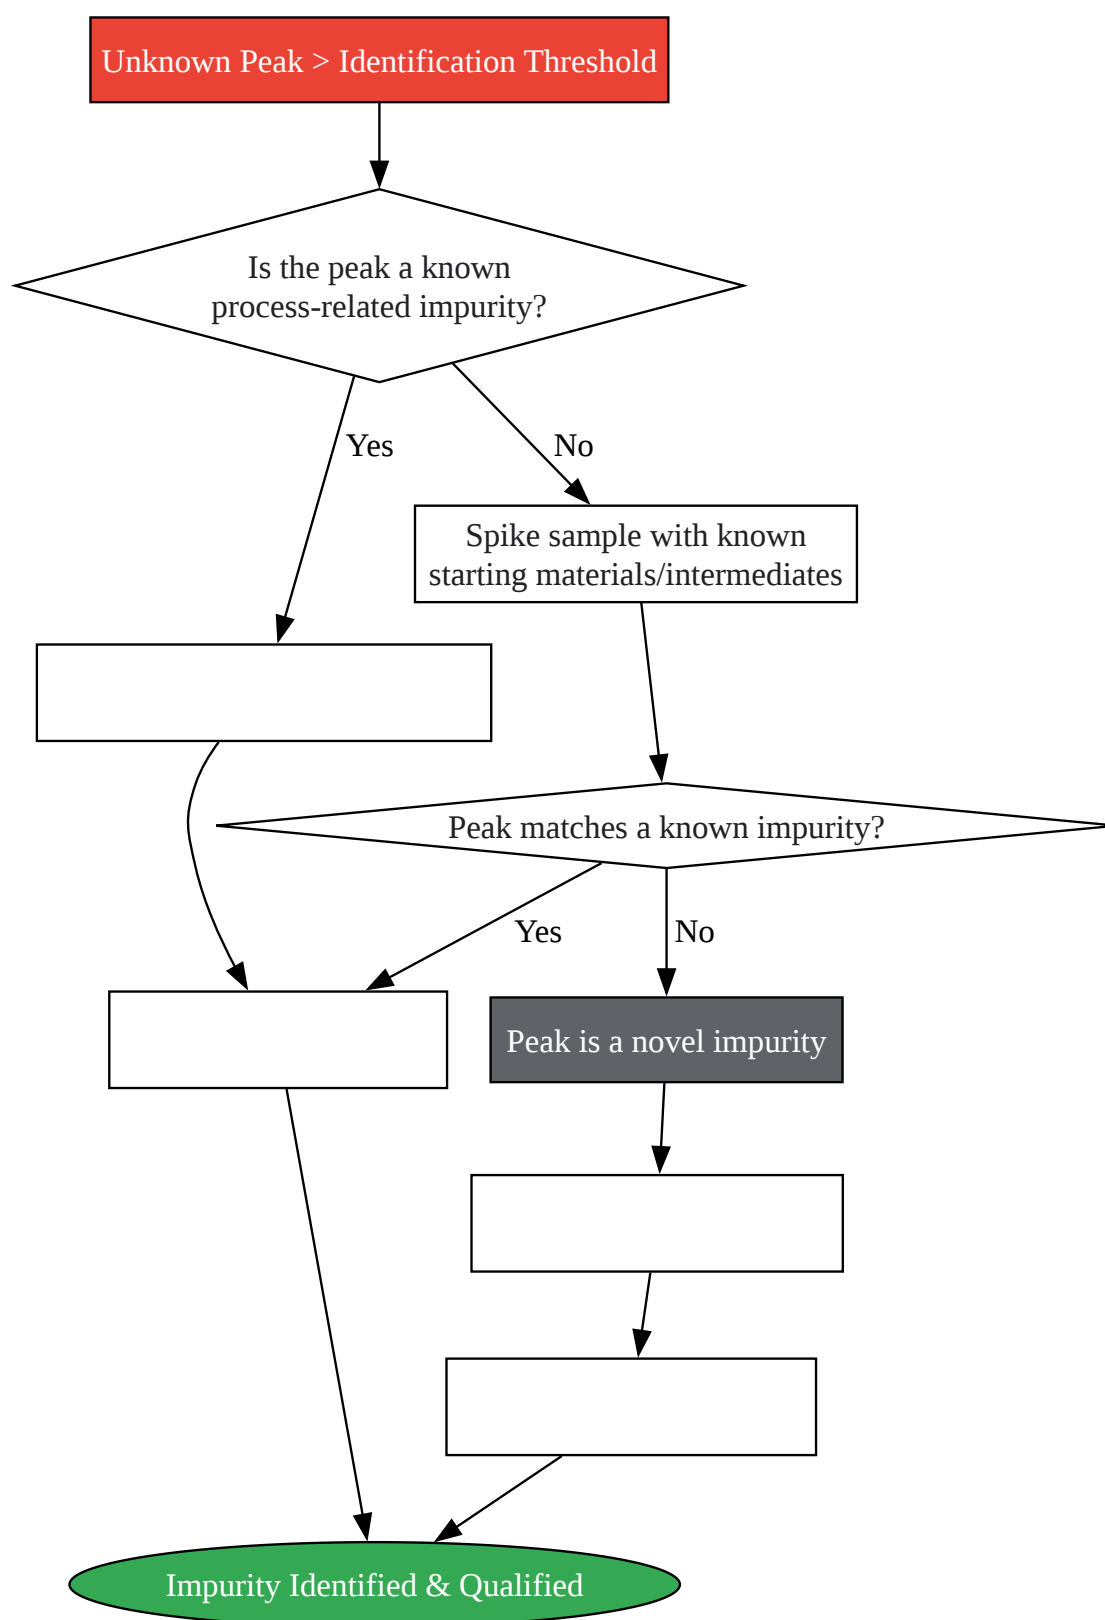 Unknown Peak > Identification Threshold
Is the peak a known
process-related impurity?
Yes
No
Spike sample with known
starting materials/intermediates
Peak matches a known impurity?
Yes
No
Peak is a novel impurity
Impurity Identified & Qualified